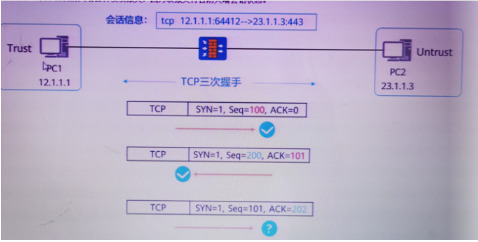 会话信息： tcp 12.1.1.1:64412-->23.1.1.3:443
Trust
PC1
12.1.1.1
Untrust
PC2
23.1.1.3
TCP三次握手
TCP SYN=1, Seq=100, ACK=0
TCP SYN=1, Seq=200, ACK=101
TCP SYN=1, Seq=101, ACK=202
?